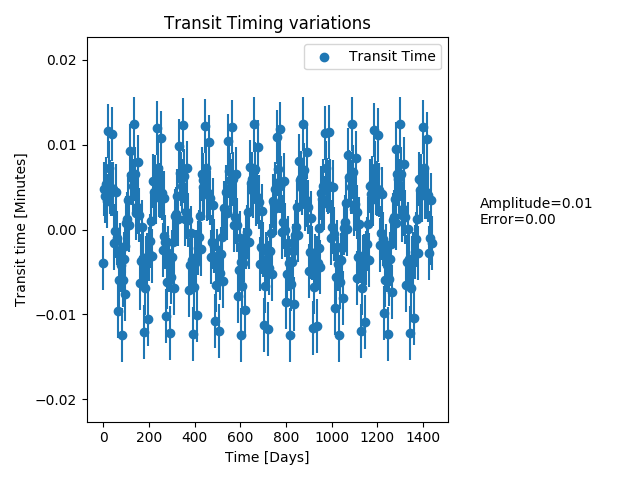 Transit Timing variations
Transit Time
Transit time [Minutes]
0.02
0.01
0.00
−0.01
−0.02
0 200 400 600 800 1000 1200 1400
Time [Days]
Amplitude=0.01
Error=0.00